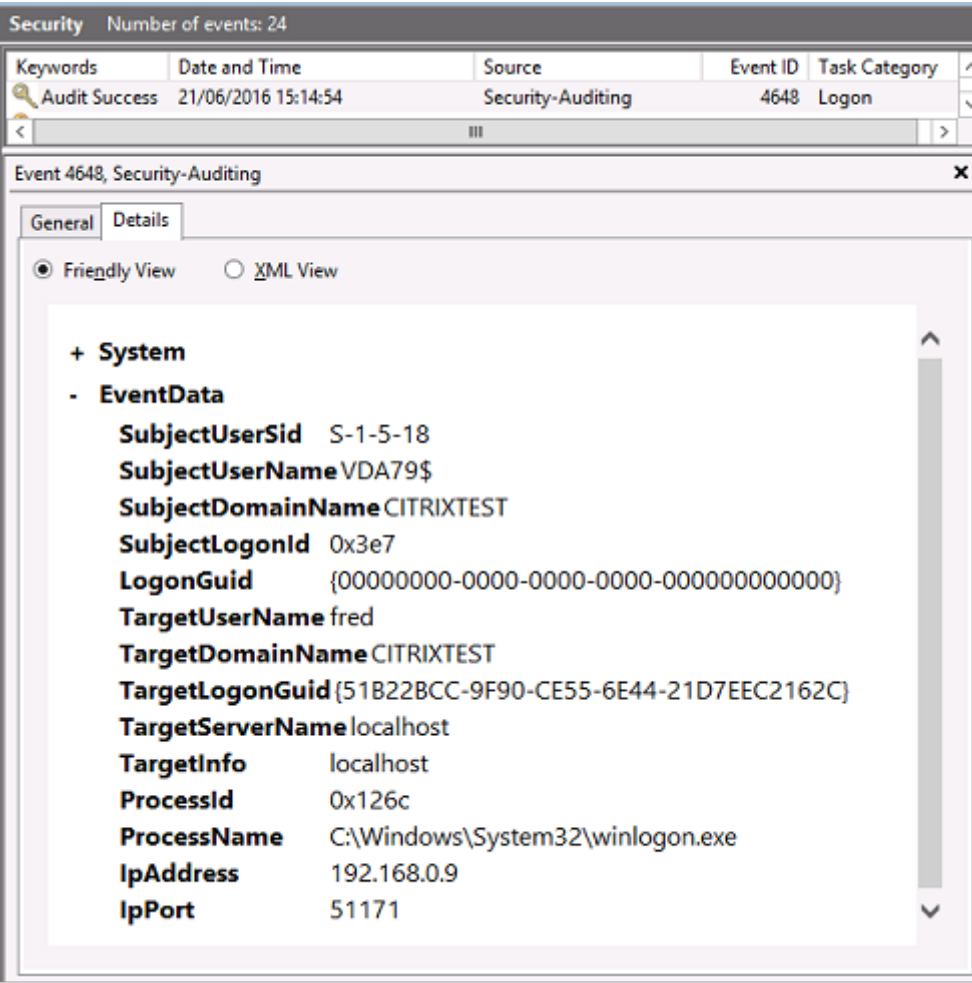 Security Number of events: 24
Keywords Date and Time Source Event ID Task Category
Audit Success 21/06/2016 15:14:54 Security-Auditing 4648 Logon
Event 4648, Security-Auditing
General Details
Friendly View XML View
+ System
- EventData
SubjectUserSid S-1-5-18
SubjectUserName VDA79$
SubjectDomainName CITRIXTEST
SubjectLogonId 0x3e7
LogonGuid {00000000-0000-0000-0000-000000000000}
TargetUserName fred
TargetDomainName CITRIXTEST
TargetLogonGuid {51B22BCC-9F90-CE55-6E44-21D7EEC2162C}
TargetServerName localhost
TargetInfo localhost
ProcessId 0x126c
ProcessName C:\Windows\System32\winlogon.exe
IpAddress 192.168.0.9
IpPort 51171